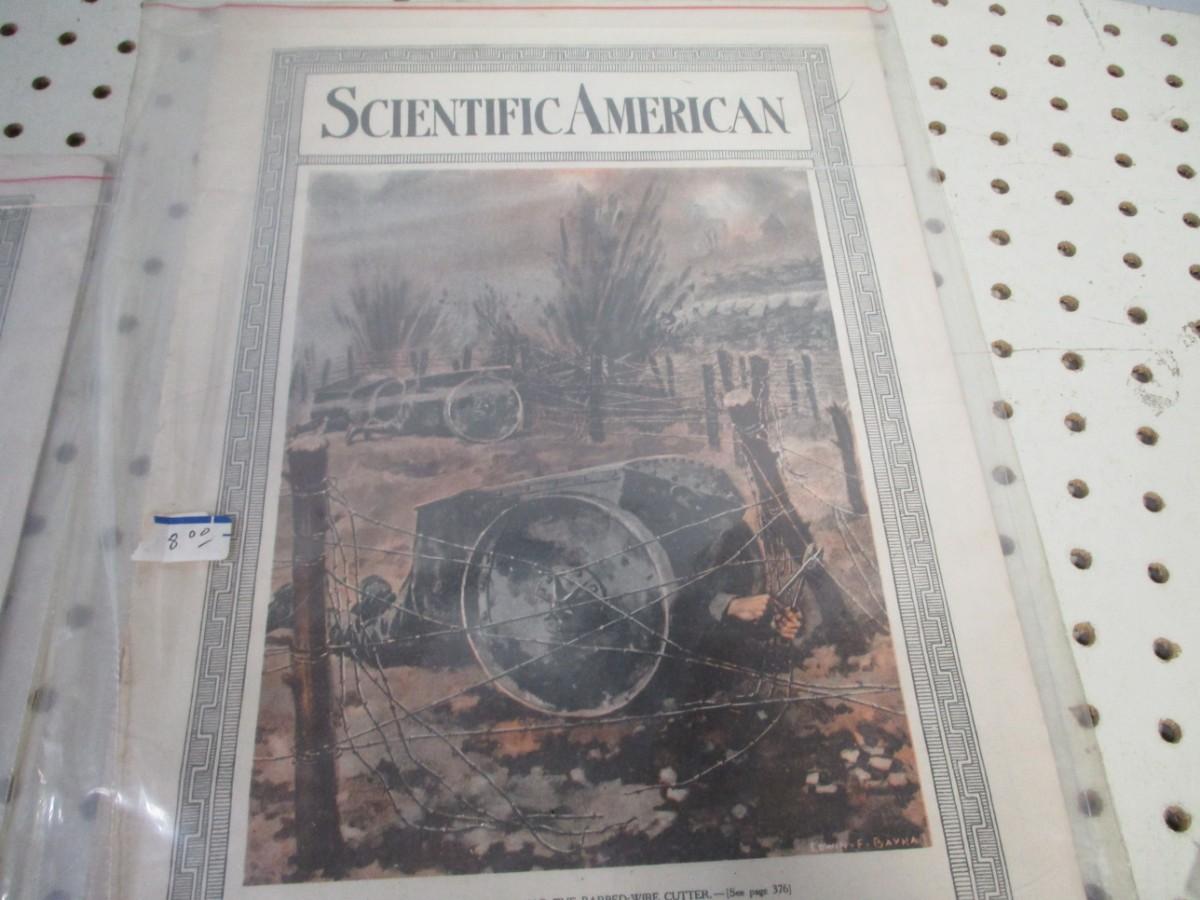 SCIENTIFIC AMERICAN
8 00
EDWIN · F · BAYHA
BARBED-WIRE CUTTER.—[See page 376]